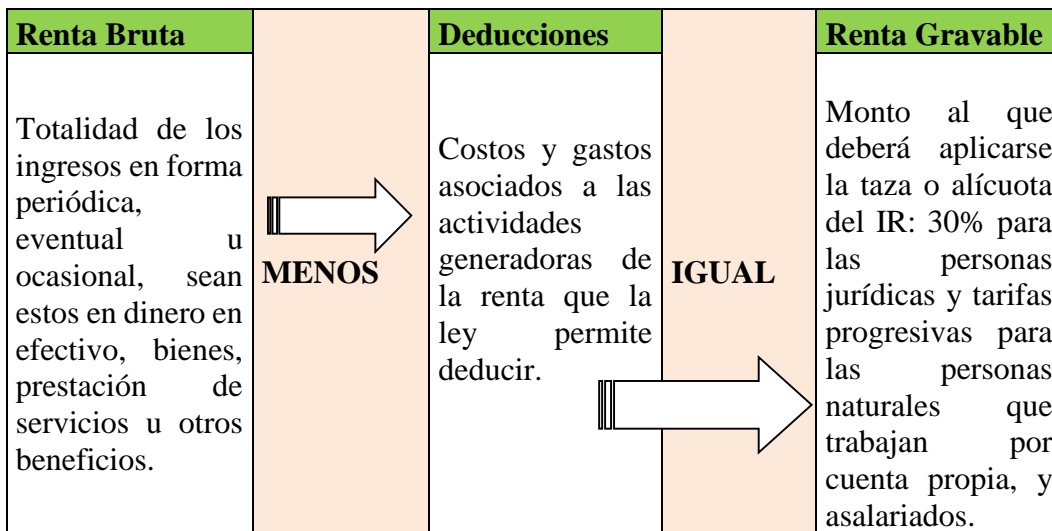 Renta Bruta
Totalidad de los
ingresos en forma
periódica,
eventual u
ocasional, sean
estos en dinero en
efectivo, bienes,
prestación de
servicios u otros
beneficios.
MENOS
Deducciones
Costos y gastos
asociados a las
actividades
generadoras de
la renta que la
ley permite
deducir.
IGUAL
Renta Gravable
Monto al que
deberá aplicarse
la taza o alícuota
del IR: 30% para
las personas
jurídicas y tarifas
progresivas para
las personas
naturales que
trabajan por
cuenta propia, y
asalariados.